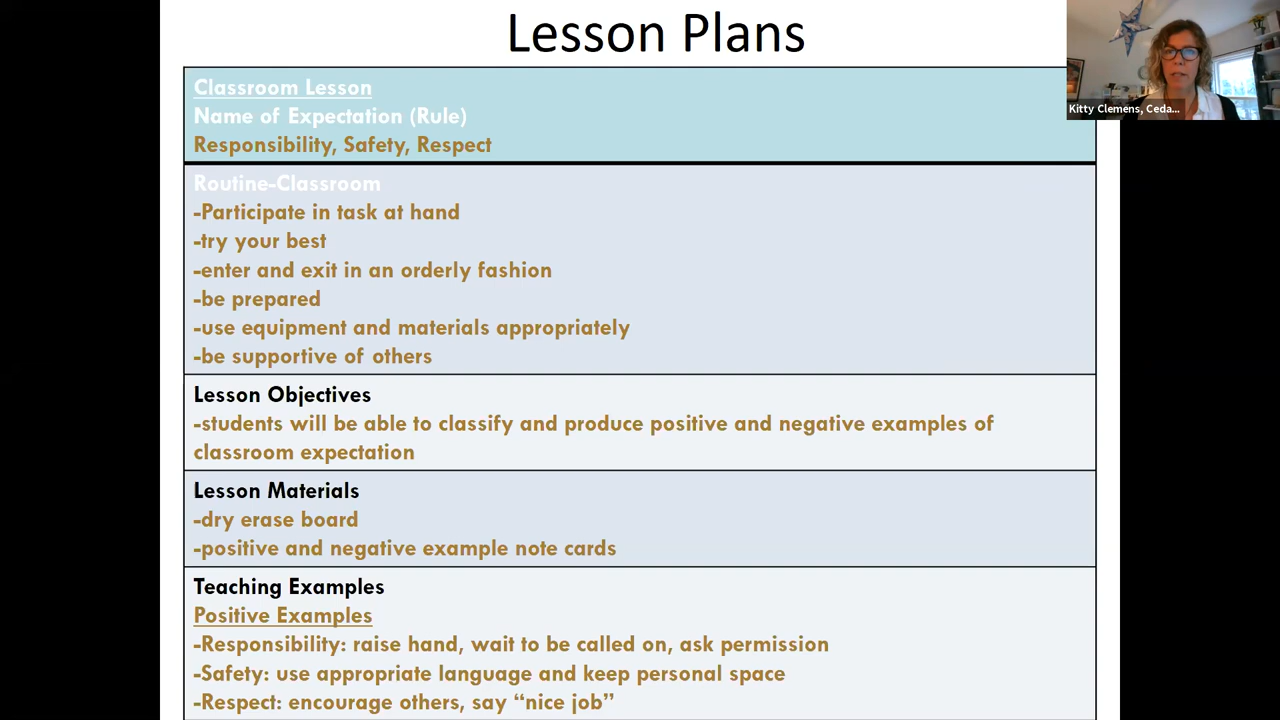 Lesson Plans
Classroom Lesson
Name of Expectation (Rule)
Responsibility, Safety, Respect
Routine-Classroom
-Participate in task at hand
-try your best
-enter and exit in an orderly fashion
-be prepared
-use equipment and materials appropriately
-be supportive of others
Lesson Objectives
-students will be able to classify and produce positive and negative examples of
classroom expectation
Lesson Materials
-dry erase board
-positive and negative example note cards
Teaching Examples
Positive Examples
-Responsibility: raise hand, wait to be called on, ask permission
-Safety: use appropriate language and keep personal space
-Respect: encourage others, say “nice job”
Kitty Clemens, Ceda...